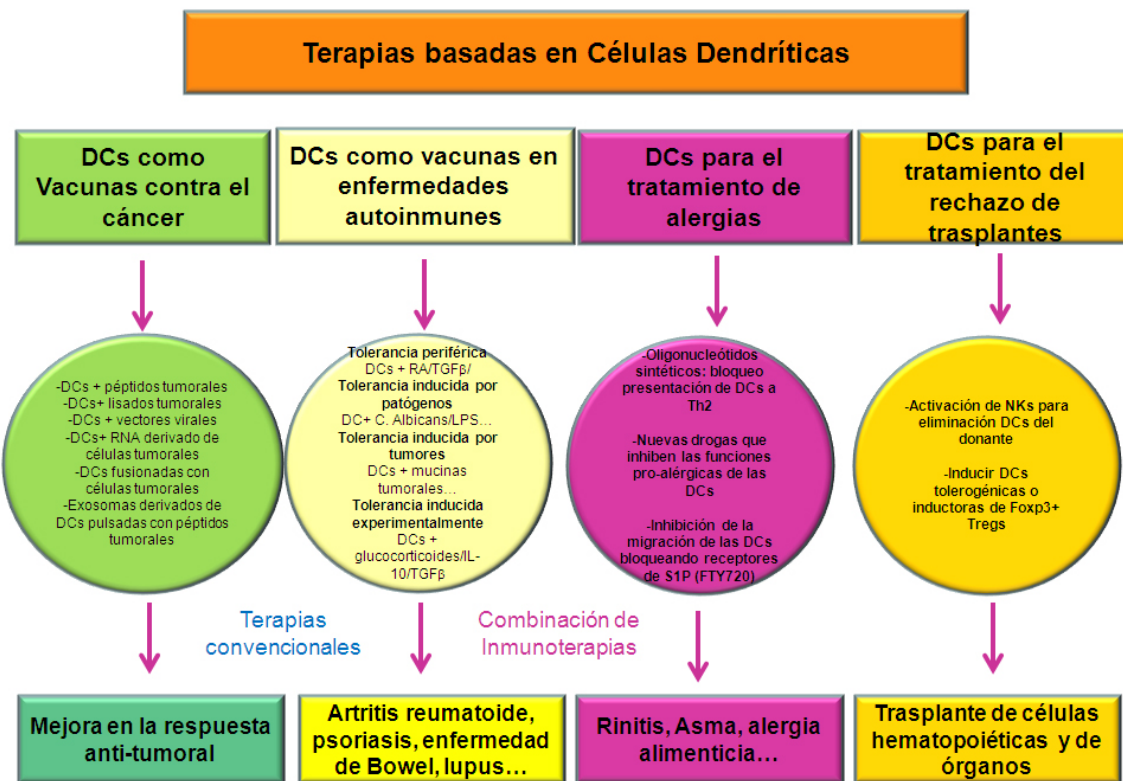 Terapias basadas en Células Dendríticas
DCs como
Vacunas contra el
cáncer
DCs como vacunas en
enfermedades
autoinmunes
DCs para el
tratamiento de
alergias
DCs para el
tratamiento del
rechazo de
trasplantes
-DCs + péptidos tumorales
-DCs+ lisados tumorales
-DCs + vectores virales
-DCs+ RNA derivado de
células tumorales
-DCs fusionadas con
células tumorales
-Exosomas derivados de
DCs pulsadas con péptidos
tumorales
Tolerancia periférica
DCs + RA/TGFβ/
Tolerancia inducida por
patógenos
DC+ C. Albicans/LPS…
Tolerancia inducida por
tumores
DCs + mucinas
tumorales…
Tolerancia inducida
experimentalmente
DCs +
glucocorticoides/IL-
10/TGFβ
-Oligonucleótidos
sintéticos: bloqueo
presentación de DCs a
Th2
-Nuevas drogas que
inhiben las funciones
pro-alérgicas de las
DCs
-Inhibición de la
migración de las DCs
bloqueando receptores
de S1P (FTY720)
-Activación de NKs para
eliminación DCs del
donante
-Inducir DCs
tolerogénicas o
inductoras de Foxp3+
Tregs
Terapias
convencionales
Combinación de
Inmunoterapias
Mejora en la respuesta
anti-tumoral
Artritis reumatoide,
psoriasis, enfermedad
de Bowel, lupus…
Rinitis, Asma, alergia
alimenticia…
Trasplante de células
hematopoiéticas y de
órganos